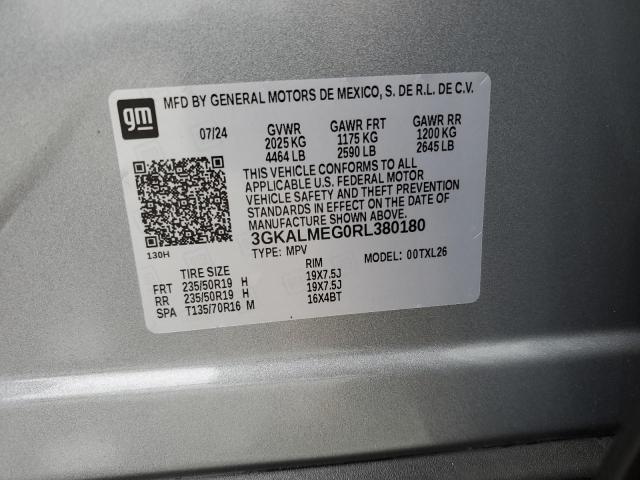 gm
MFD BY GENERAL MOTORS DE MEXICO, S. DE R.L. DE C.V.
07/24 GVWR GAWR FRT GAWR RR
2025 KG 1175 KG 1200 KG
4464 LB 2590 LB 2645 LB
THIS VEHICLE CONFORMS TO ALL
APPLICABLE U.S. FEDERAL MOTOR
VEHICLE SAFETY AND THEFT PREVENTION
STANDARDS IN EFFECT ON THE DATE OF
MANUFACTURE SHOWN ABOVE.
3GKALMEG0RL380180
130H
TYPE: MPV MODEL: 00TXL26
TIRE SIZE RIM
FRT 235/50R19 H 19X7.5J
RR 235/50R19 H 19X7.5J
SPA T135/70R16 M 16X4BT